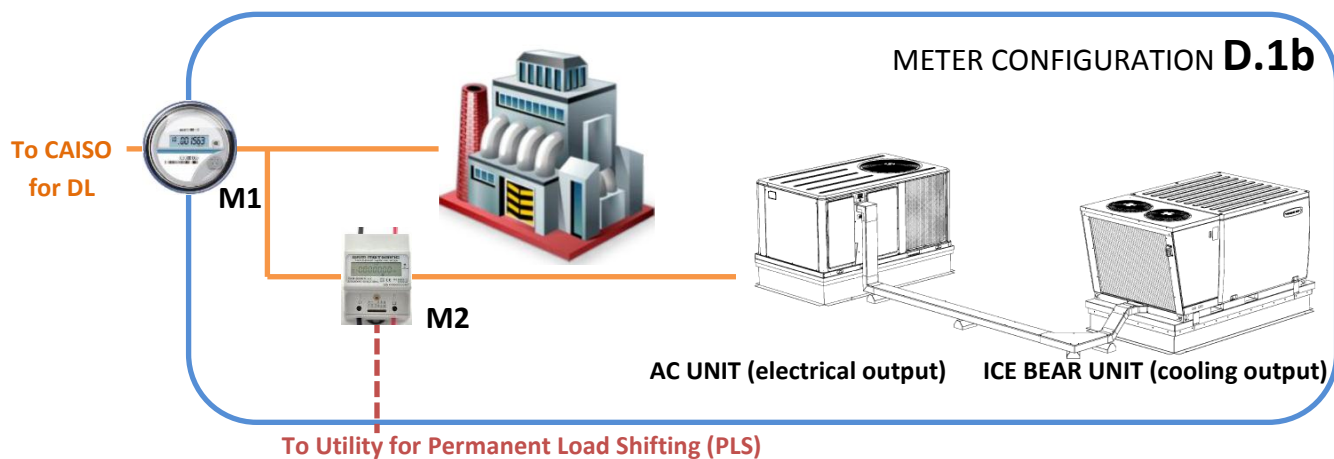 METER CONFIGURATION D.1b
To CAISO
for DL
M1
M2
AC UNIT (electrical output)
ICE BEAR UNIT (cooling output)
To Utility for Permanent Load Shifting (PLS)